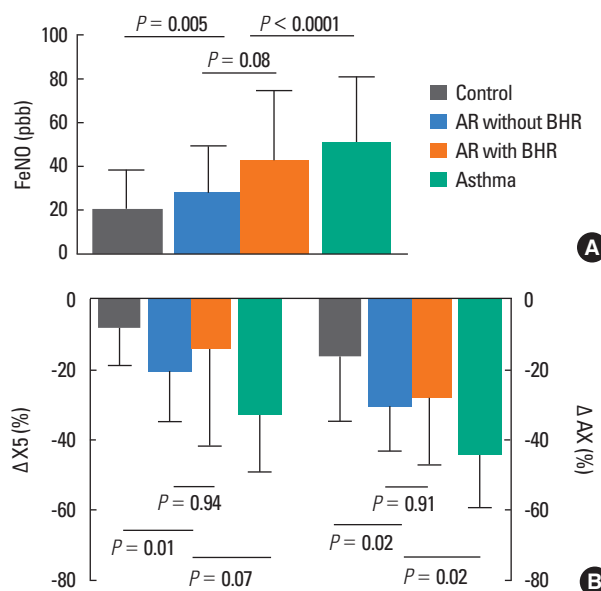 P = 0.005
P < 0.0001
P = 0.08
100
80
60
40
20
0
FeNO (pbb)
Control
AR without BHR
AR with BHR
Asthma
A
0
-20
-40
-60
-80
Δ X5 (%)
0
-20
-40
-60
-80
Δ AX (%)
P = 0.94
P = 0.91
P = 0.01
P = 0.02
P = 0.07
P = 0.02
B